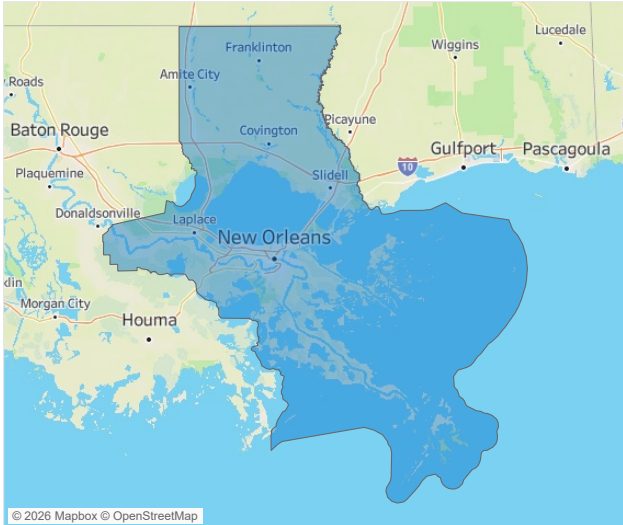 Lucedale
Franklinton
Wiggins
Amite City
Roads
Picayune
Baton Rouge
Covington
Gulfport
Pascagoula
10
Plaquemine
Slidell
Donaldsonville
Laplace
New Orleans
Morgan City
Houma
© 2026 Mapbox © OpenStreetMap